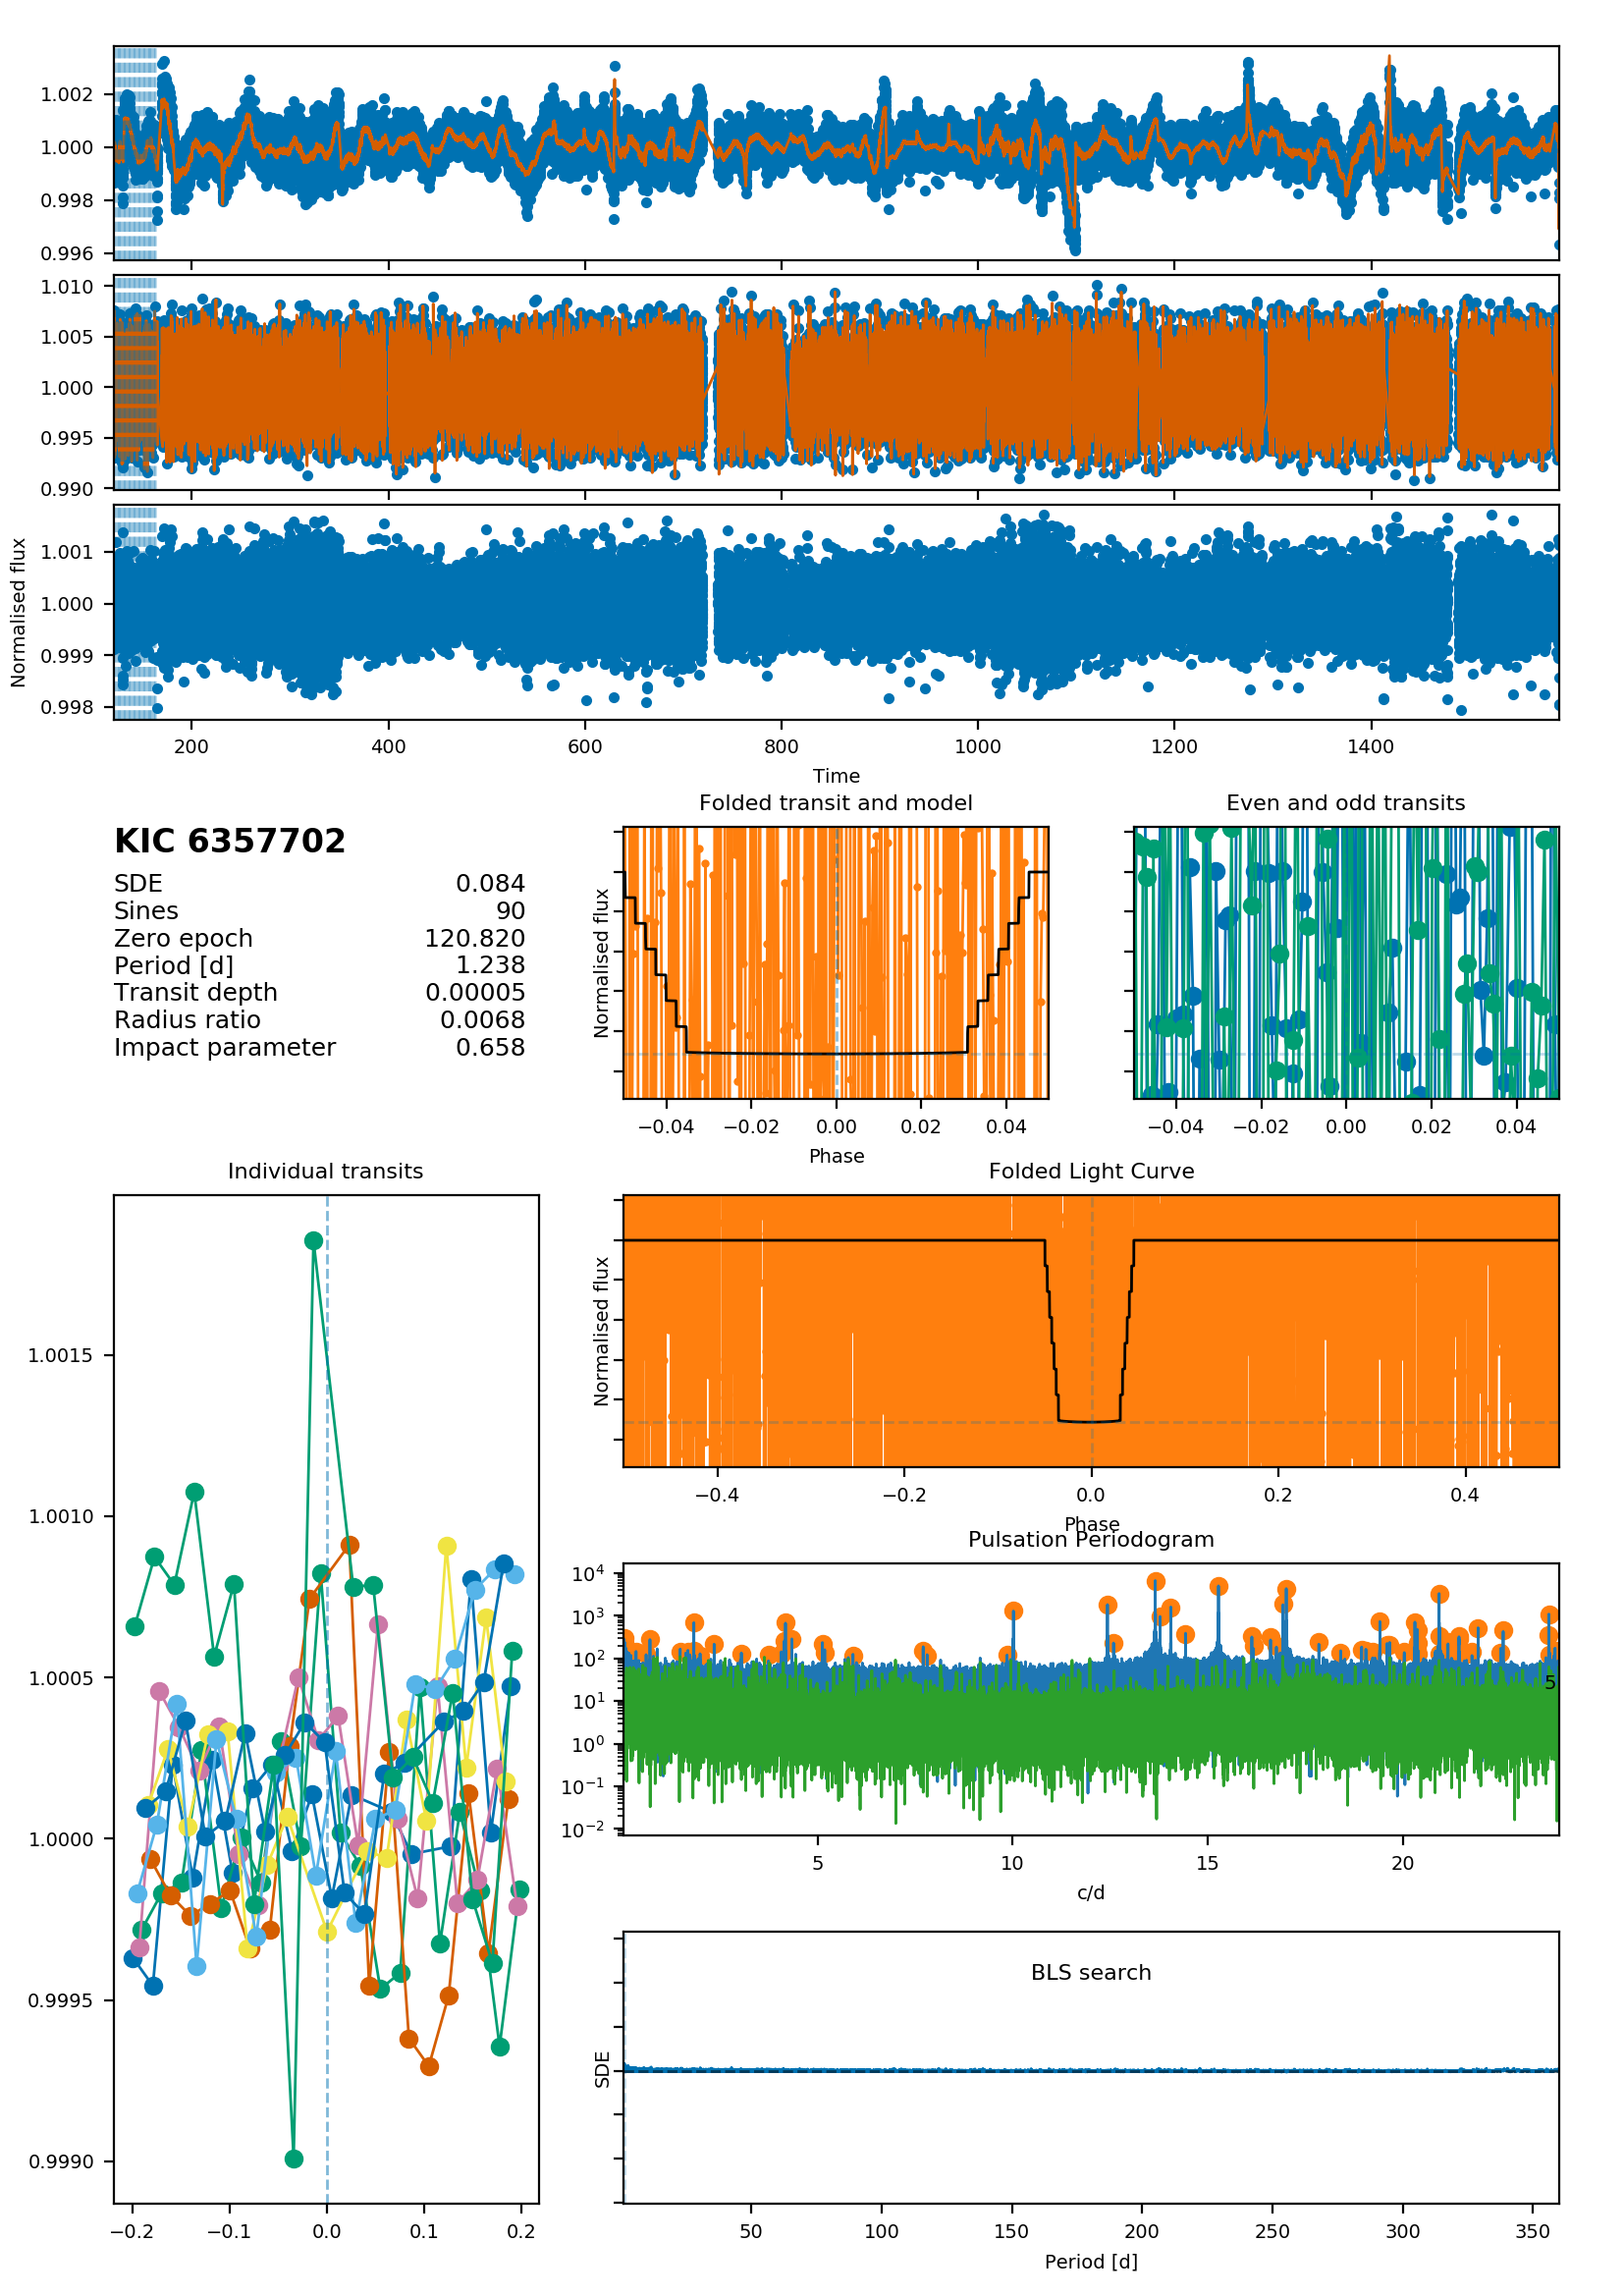 1.002
1.000
0.998
0.996
1.010
1.005
1.000
0.995
0.990
1.001
1.000
0.999
0.998
Normalised flux
200 400 600 800 1000 1200 1400
Time
KIC 6357702
SDE 0.084
Sines 90
Zero epoch 120.820
Period [d] 1.238
Transit depth 0.00005
Radius ratio 0.0068
Impact parameter 0.658
Folded transit and model
Normalised flux
−0.04 −0.02 0.00 0.02 0.04
Phase
Even and odd transits
−0.04 −0.02 0.00 0.02 0.04
Individual transits
1.0015
1.0010
1.0005
1.0000
0.9995
0.9990
−0.2 −0.1 0.0 0.1 0.2
Folded Light Curve
Normalised flux
−0.4 −0.2 0.0 0.2 0.4
Phase
Pulsation Periodogram
10⁴
10³
10²
10¹
10⁰
10⁻¹
10⁻²
5
5 10 15 20
c/d
BLS search
SDE
50 100 150 200 250 300 350
Period [d]